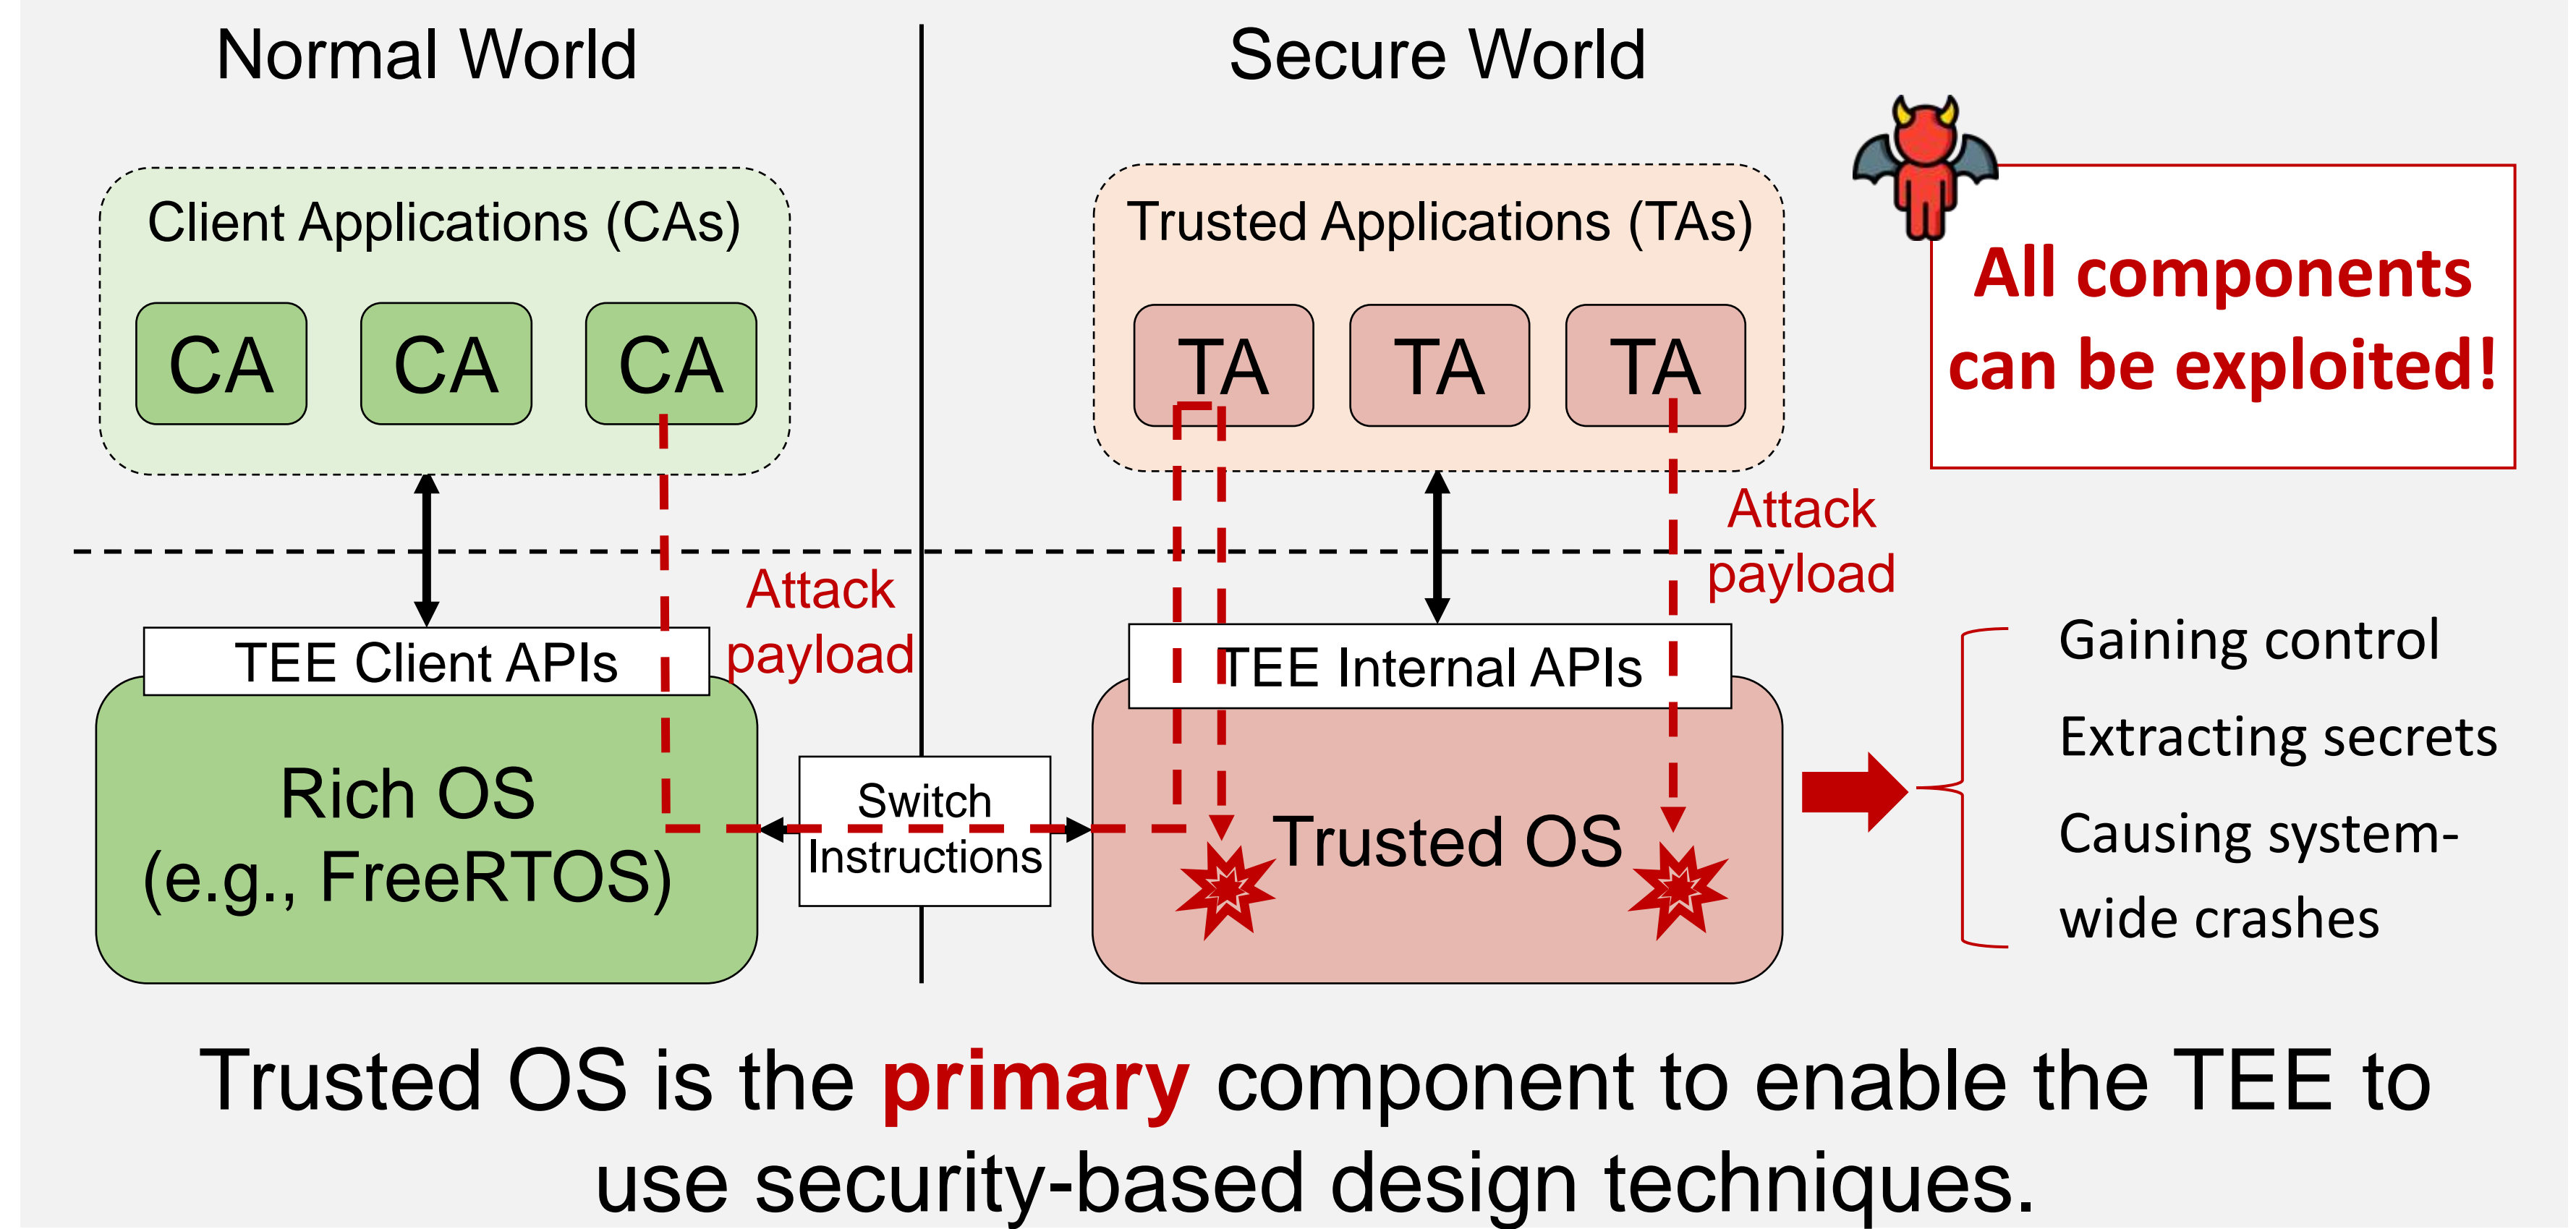 Normal World
Secure World
Client Applications (CAs)
CA CA CA
Trusted Applications (TAs)
TA TA TA
All components
can be exploited!
Attack
payload
Attack
payload
TEE Client APIs
TEE Internal APIs
Rich OS
(e.g., FreeRTOS)
Switch
Instructions
Trusted OS
Gaining control
Extracting secrets
Causing system-
wide crashes
Trusted OS is the primary component to enable the TEE to
use security-based design techniques.